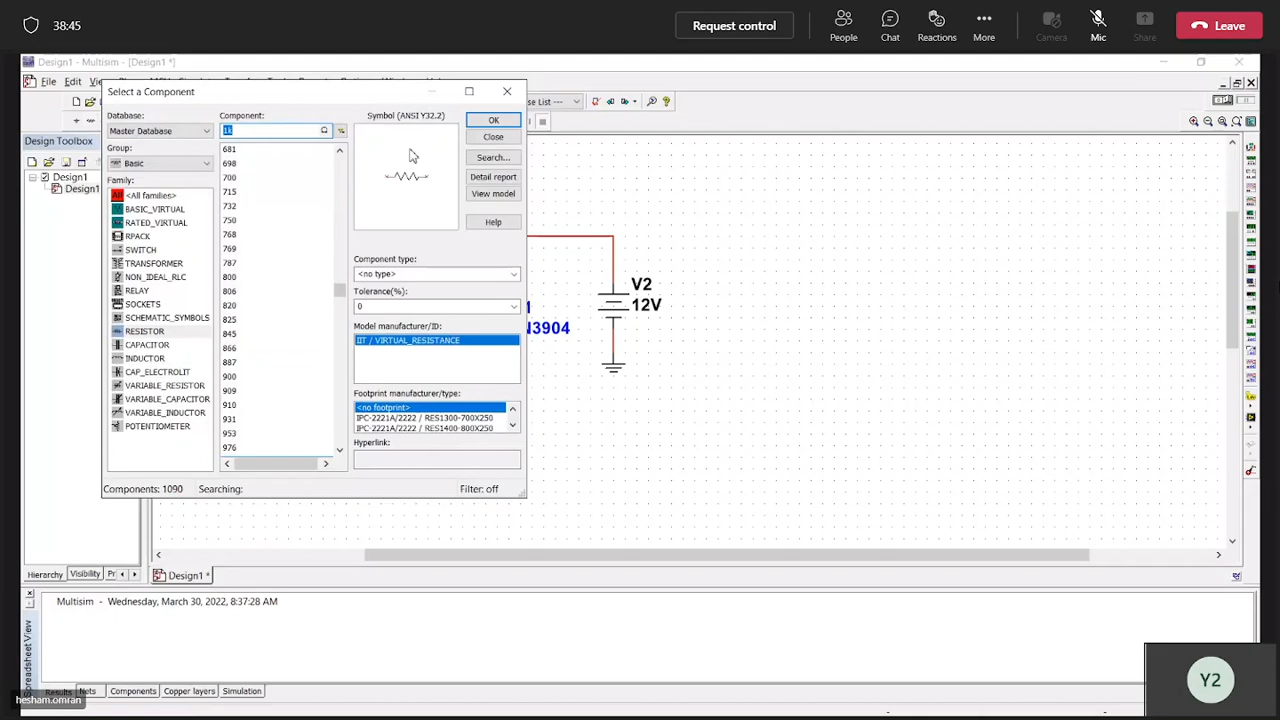 38:45
Request control
People
Chat
Reactions
More
Camera
Mic
Share
Leave
Design1 - Multisim - [Design1 *]
File
Edit
Select a Component
Database:
Component:
Symbol (ANSI Y32.2)
Master Database
1k
OK
Close
Group:
Basic
Search...
Family:
Detail report
View model
Help
<All families>
BASIC_VIRTUAL
RATED_VIRTUAL
RPACK
SWITCH
TRANSFORMER
NON_IDEAL_RLC
RELAY
SOCKETS
SCHEMATIC_SYMBOLS
RESISTOR
CAPACITOR
INDUCTOR
CAP_ELECTROLIT
VARIABLE_RESISTOR
VARIABLE_CAPACITOR
VARIABLE_INDUCTOR
POTENTIOMETER
681
698
700
715
732
750
768
769
787
800
806
820
825
845
866
887
900
909
910
931
953
976
Component type:
<no type>
Tolerance(%):
0
Model manufacturer/ID:
IIT / VIRTUAL_RESISTANCE
Footprint manufacturer/type:
<no footprint>
IPC-2221A/2222 / RES1300-700X250
IPC-2221A/2222 / RES1400-800X250
Hyperlink:
Components: 1090
Searching:
Filter: off
Design Toolbox
Design1
Design1
V2
12V
N3904
Hierarchy
Visibility
Design1 *
Multisim - Wednesday, March 30, 2022, 8:37:28 AM
Spreadsheet View
Results
Nets
Components
Copper layers
Simulation
hesham.omran
Y2